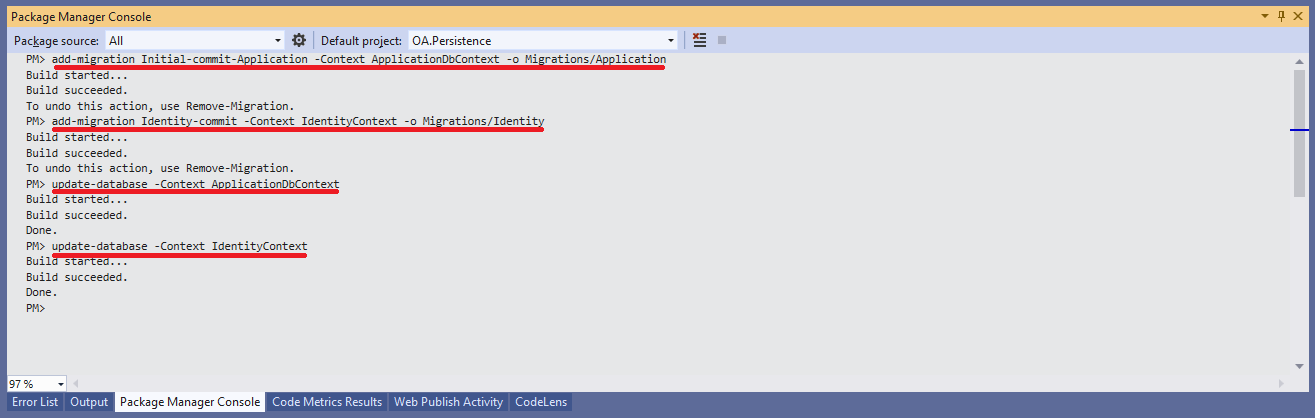 Package Manager Console
Package source: All Default project: OA.Persistence
PM> add-migration Initial-commit-Application -Context ApplicationDbContext -o Migrations/Application
Build started...
Build succeeded.
To undo this action, use Remove-Migration.
PM> add-migration Identity-commit -Context IdentityContext -o Migrations/Identity
Build started...
Build succeeded.
To undo this action, use Remove-Migration.
PM> update-database -Context ApplicationDbContext
Build started...
Build succeeded.
Done.
PM> update-database -Context IdentityContext
Build started...
Build succeeded.
Done.
PM>
97 %
Error List Output Package Manager Console Code Metrics Results Web Publish Activity CodeLens